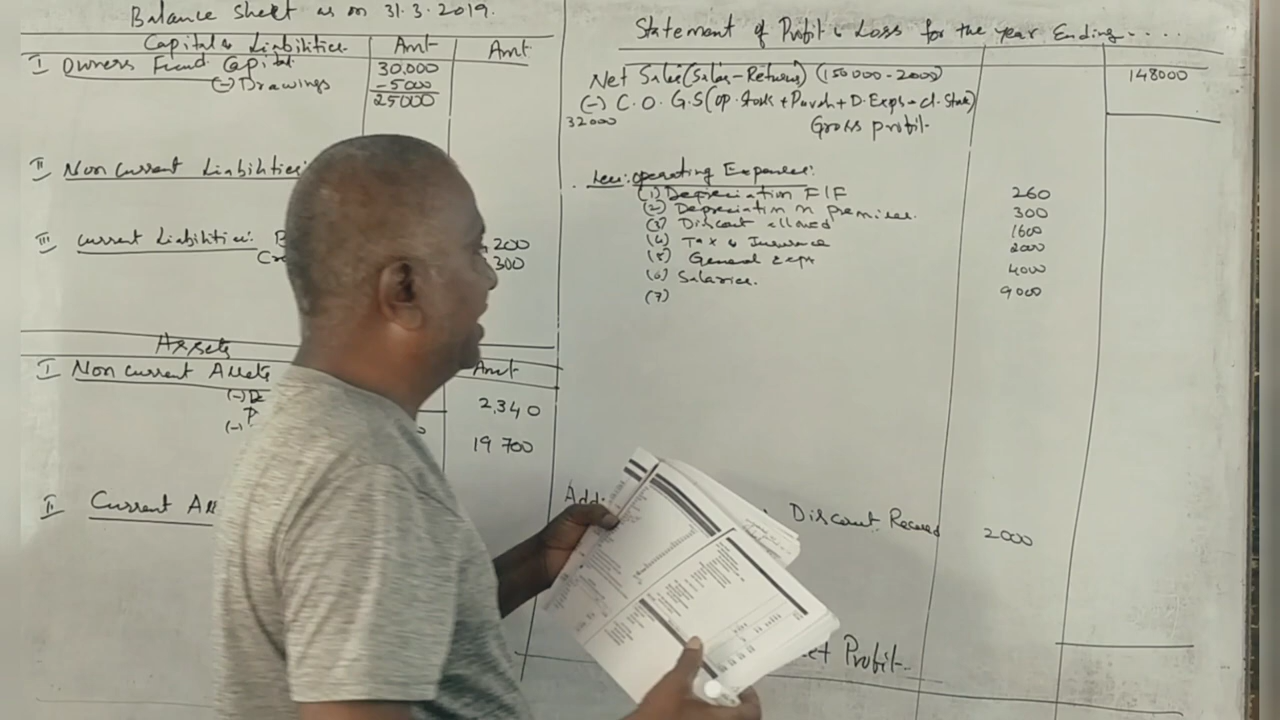 Balance Sheet as on 31.3.2019.
Capital & Liabilities. Amt Amt
I Owners Fund Capital 30,000
(-) Drawings -5000
25000
II Non Current Liabilities:
III Current Liabilities:
200
300
Assets
I Non current Assets Amt
(-)
2,340
(-)
19 700
II Current
Statement of Profit & Loss for the year Ending.....
Net Sales (Sales - Returns) (150000-2000) 148000
(-) C.O.G.S (op. Stock + Purch + D. Exps - cl. Stock)
32000
Gross profit.
Less: operating Expenses:
(1) Depreciation F/F 260
(2) Depreciation on premises. 300
(3) Discount allowed 1600
(4) Tax & Insurance 2000
(5) General Exps 4000
(6) Salaries. 9000
(7)
Add:
Discount Received 2000
Profit..